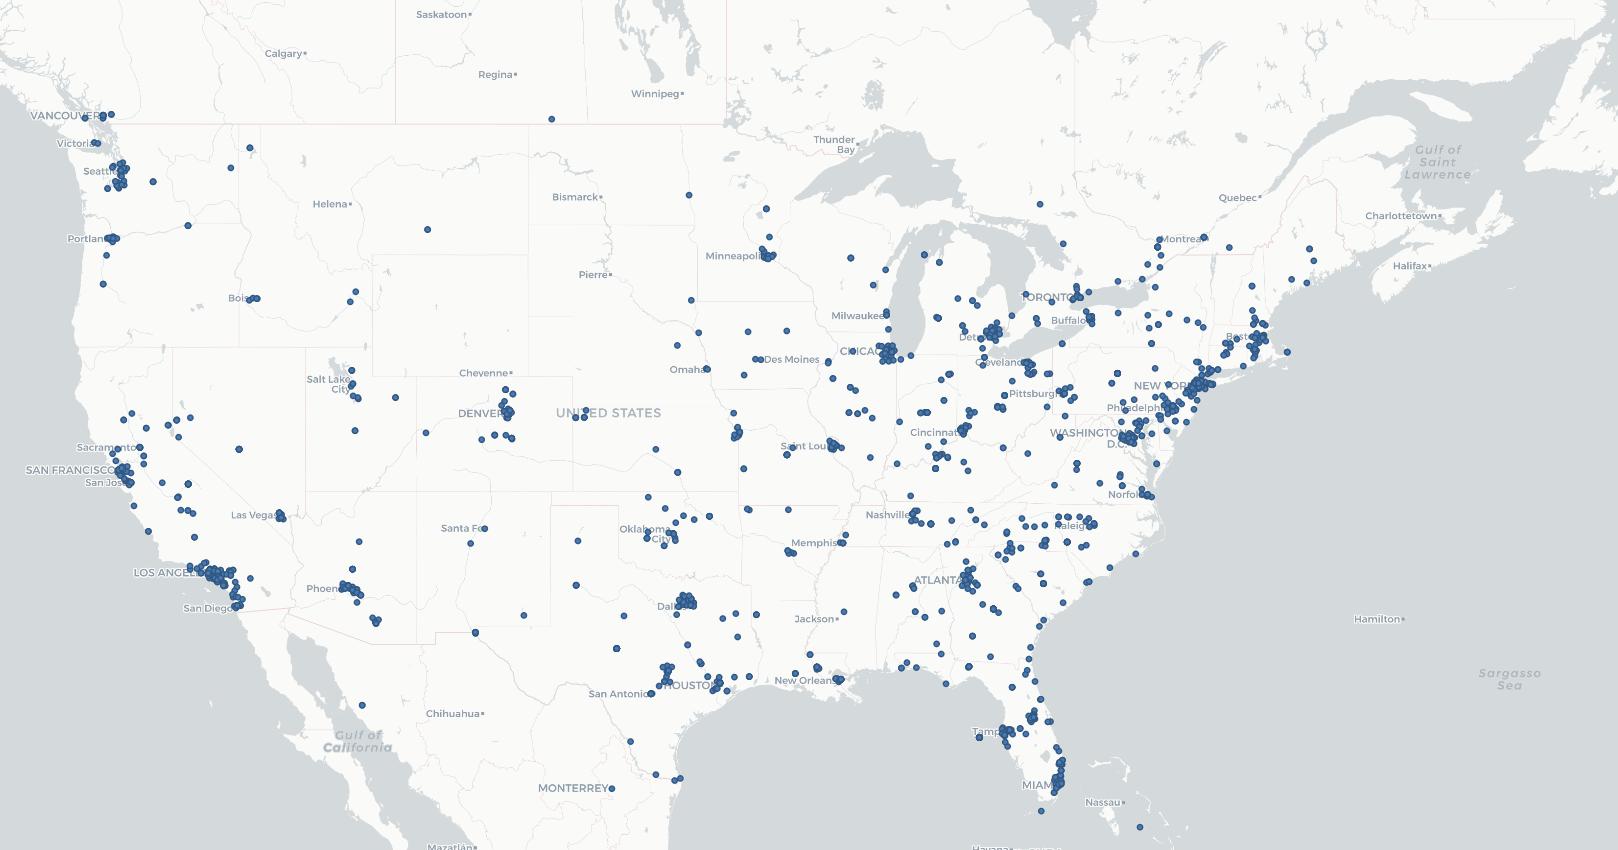 Saskatoon
Calgary
Regina
Winnipeg
VANCOUVER
Victoria
Thunder
Bay
Gulf of
Saint
Lawrence
Seattle
Helena
Bismarck
Quebec
Charlottetown
Portland
Montreal
Minneapolis
Halifax
Pierre
Boise
TORONTO
Milwaukee
Buffalo
Detroit
Boston
CHICAGO
Des Moines
Cleveland
Omaha
Cheyenne
Salt Lake
City
NEW YORK
Pittsburgh
Philadelphia
DENVER
UNITED STATES
Cincinnati
WASHINGTON
D.C.
Sacramento
Saint Louis
SAN FRANCISCO
San Jose
Norfolk
Las Vegas
Nashville
Santa Fe
Oklahoma
City
Raleigh
Memphis
LOS ANGELES
Phoenix
ATLANTA
San Diego
Dallas
Jackson
Hamilton
New Orleans
HOUSTON
San Antonio
Sargasso
Sea
Chihuahua
Gulf of
California
Tampa
MONTERREY
MIAMI
Nassau
Mazatlán
Havana